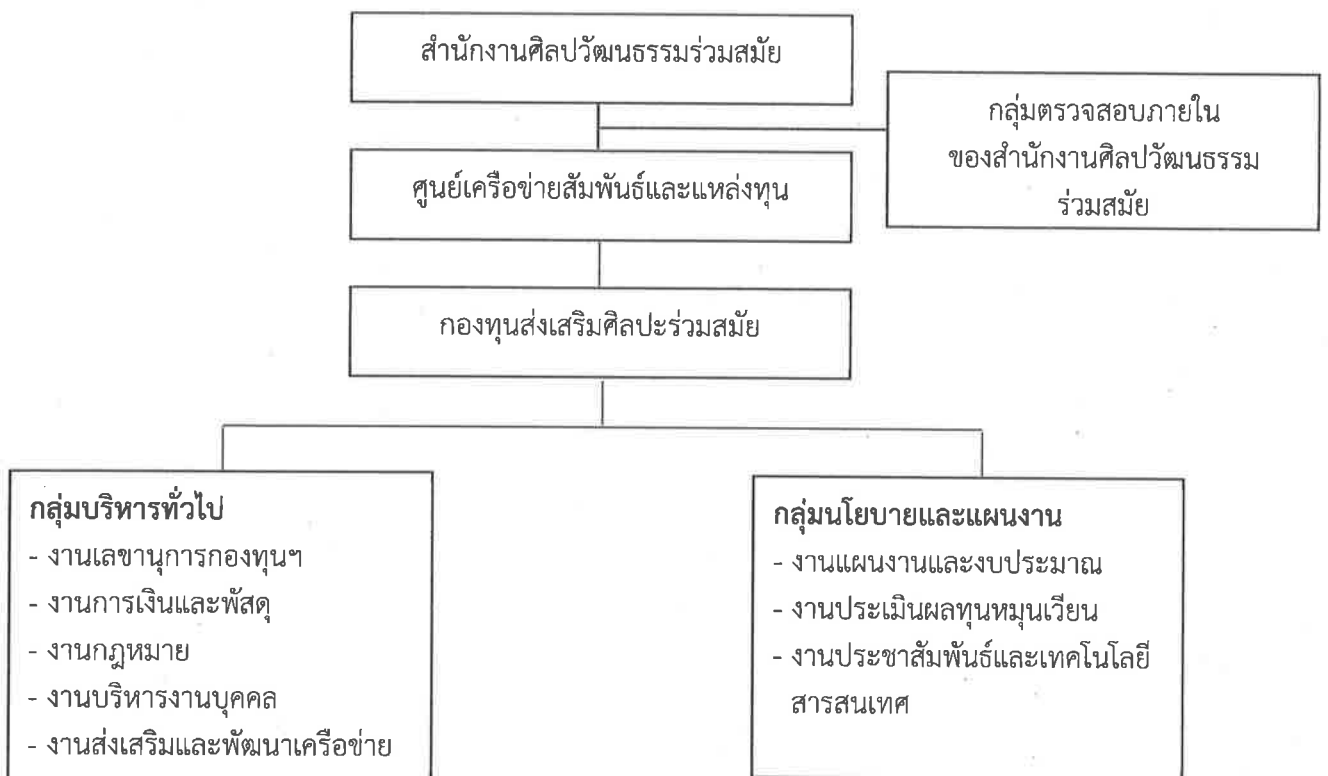 สำนักงานศิลปวัฒนธรรมร่วมสมัย
กลุ่มตรวจสอบภายใน
ของสำนักงานศิลปวัฒนธรรม
ร่วมสมัย
ศูนย์เครือข่ายสัมพันธ์และแหล่งทุน
กองทุนส่งเสริมศิลปะร่วมสมัย
กลุ่มบริหารทั่วไป
- งานเลขานุการกองทุนฯ
- งานการเงินและพัสดุ
- งานกฎหมาย
- งานบริหารงานบุคคล
- งานส่งเสริมและพัฒนาเครือข่าย
กลุ่มนโยบายและแผนงาน
- งานแผนงานและงบประมาณ
- งานประเมินผลทุนหมุนเวียน
- งานประชาสัมพันธ์และเทคโนโลยี
สารสนเทศ